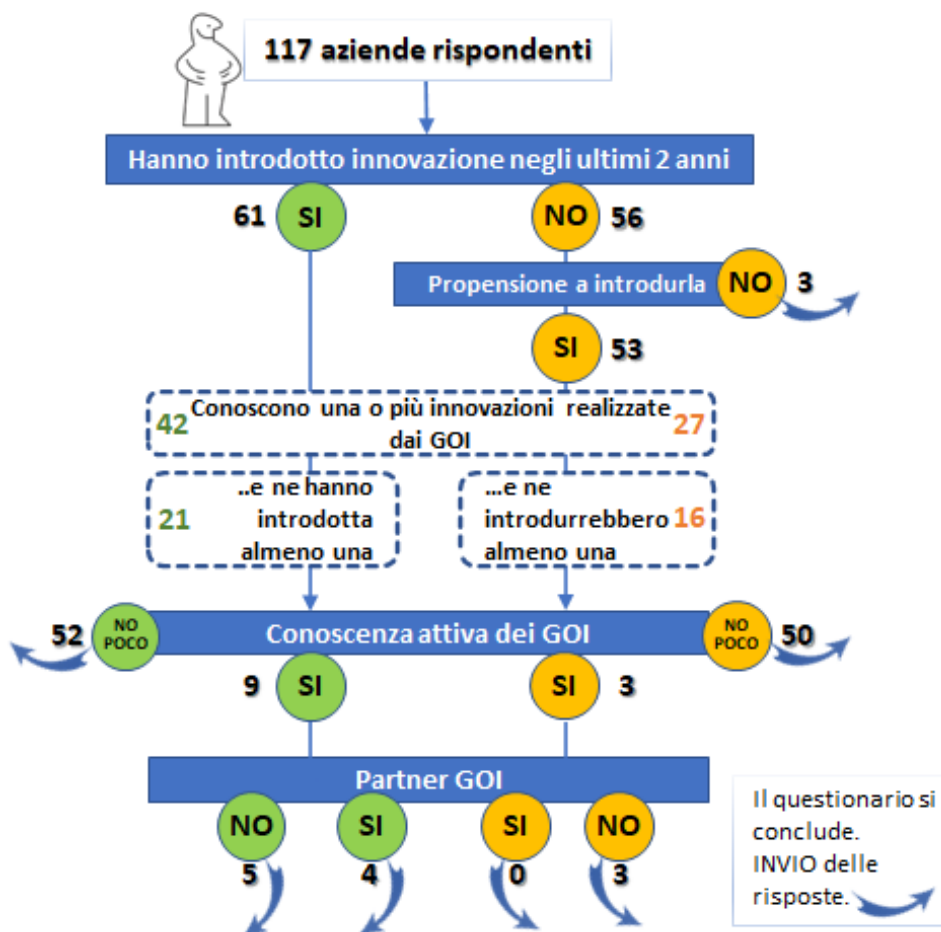 117 aziende rispondenti
Hanno introdotto innovazione negli ultimi 2 anni
61 SI NO 56
Propensione a introdurla NO 3
SI 53
42 Conoscono una o più innovazioni realizzate 27
dai GOI
..e ne hanno
21 introdotta
almeno una
...e ne
introdurrebbero 16
almeno una
52 NO
POCO
Conoscenza attiva dei GOI
NO
POCO 50
9 SI SI 3
Partner GOI
NO SI SI NO
5 4 0 3
Il questionario si
conclude.
INVIO delle
risposte.